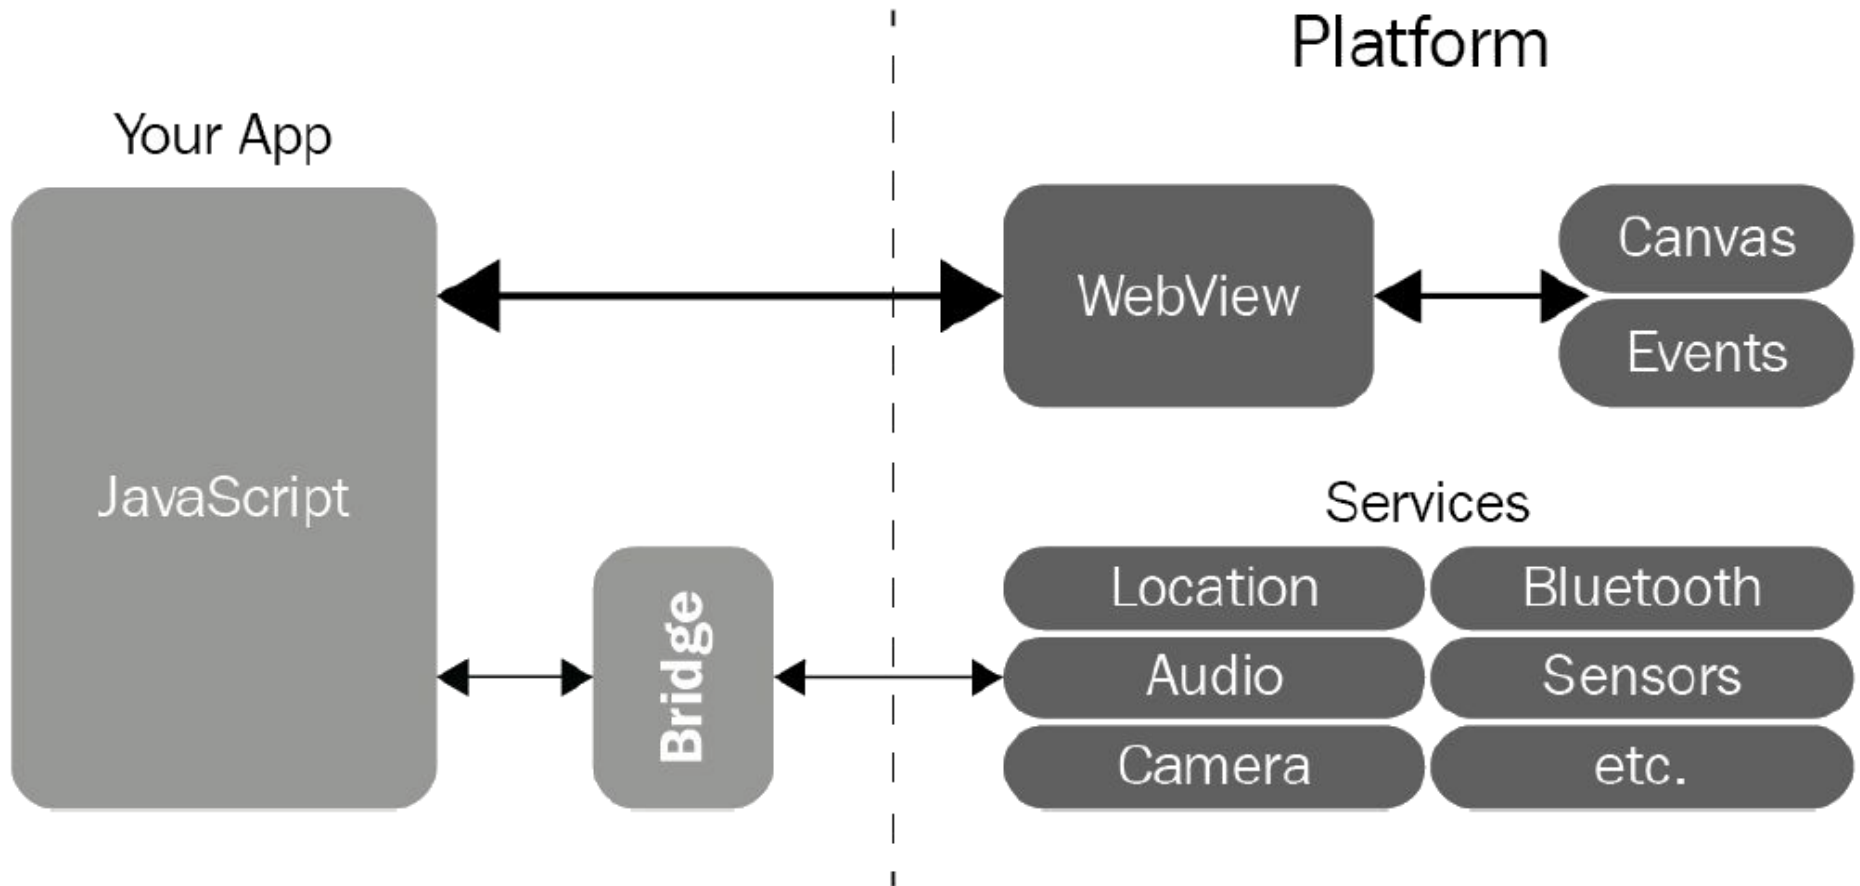 Platform
Your App
JavaScript
Bridge
WebView
Canvas
Events
Services
Location
Bluetooth
Audio
Sensors
Camera
etc.